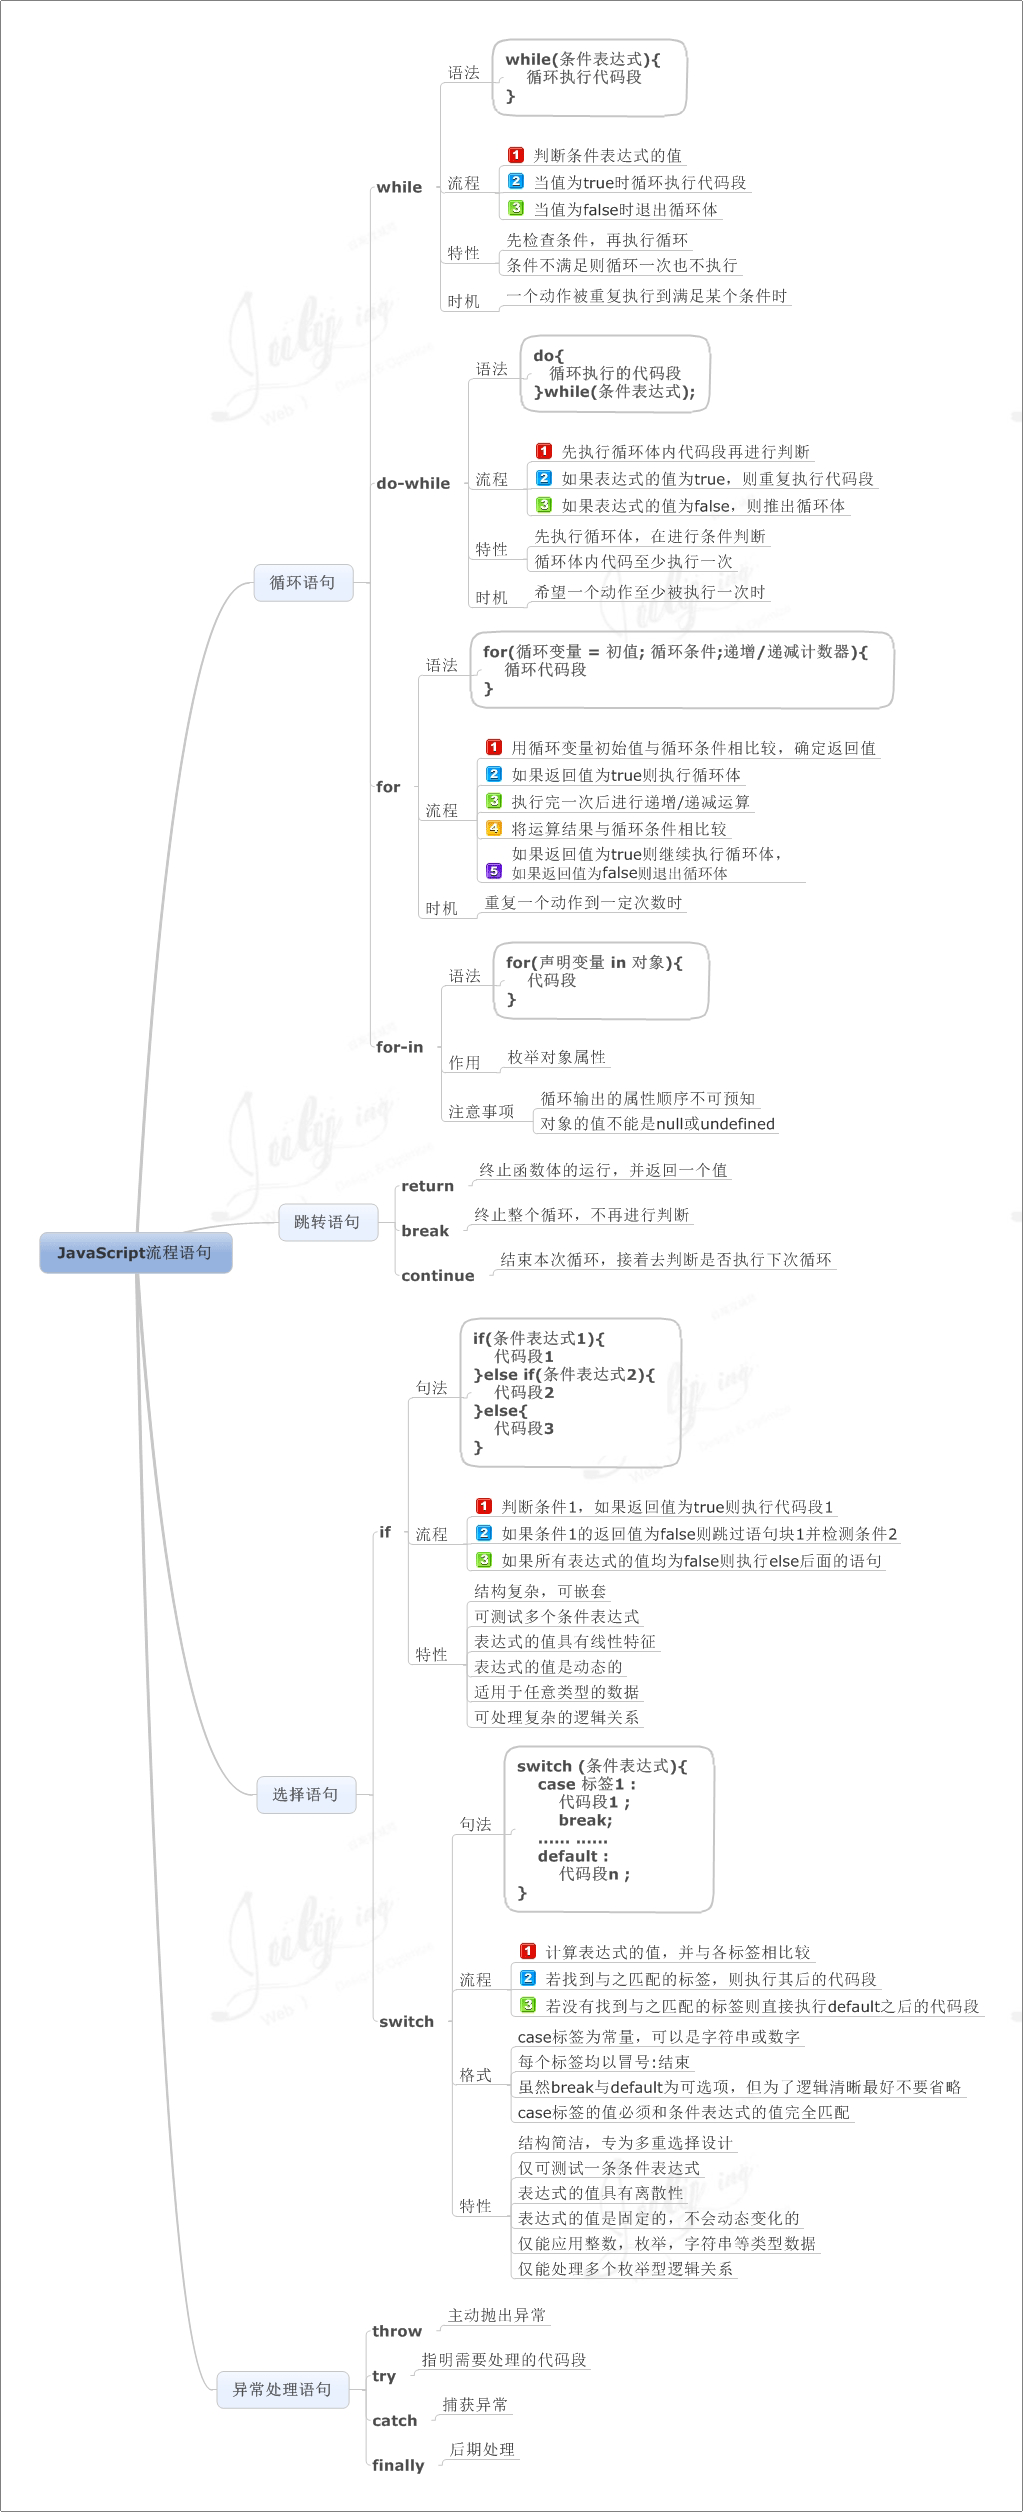 while(条件表达式){
循环执行代码段
}
语法
1 判断条件表达式的值
2 当值为true时循环执行代码段
3 当值为false时退出循环体
流程
while
先检查条件，再执行循环
条件不满足则循环一次也不执行
特性
一个动作被重复执行到满足某个条件时
时机
do{
循环执行的代码段
}while(条件表达式);
语法
1 先执行循环体内代码段再进行判断
2 如果表达式的值为true，则重复执行代码段
3 如果表达式的值为false，则推出循环体
流程
do-while
先执行循环体，在进行条件判断
循环体内代码至少执行一次
特性
希望一个动作至少被执行一次时
时机
循环语句
for(循环变量 = 初值; 循环条件;递增/递减计数器){
循环代码段
}
语法
1 用循环变量初始值与循环条件相比较，确定返回值
2 如果返回值为true则执行循环体
3 执行完一次后进行递增/递减运算
4 将运算结果与循环条件相比较
5 如果返回值为true则继续执行循环体，
如果返回值为false则退出循环体
流程
for
重复一个动作到一定次数时
时机
for(声明变量 in 对象){
代码段
}
语法
for-in
枚举对象属性
作用
循环输出的属性顺序不可预知
对象的值不能是null或undefined
注意事项
return
终止函数体的运行，并返回一个值
跳转语句
break
终止整个循环，不再进行判断
continue
结束本次循环，接着去判断是否执行下次循环
JavaScript流程语句
if(条件表达式1){
代码段1
}else if(条件表达式2){
代码段2
}else{
代码段3
}
句法
1 判断条件1，如果返回值为true则执行代码段1
2 如果条件1的返回值为false则跳过语句块1并检测条件2
3 如果所有表达式的值均为false则执行else后面的语句
流程
if
结构复杂，可嵌套
可测试多个条件表达式
表达式的值具有线性特征
表达式的值是动态的
适用于任意类型的数据
可处理复杂的逻辑关系
特性
选择语句
switch (条件表达式){
case 标签1 :
代码段1 ;
break;
...... ......
default :
代码段n ;
}
句法
1 计算表达式的值，并与各标签相比较
2 若找到与之匹配的标签，则执行其后的代码段
3 若没有找到与之匹配的标签则直接执行default之后的代码段
流程
switch
case标签为常量，可以是字符串或数字
每个标签均以冒号:结束
虽然break与default为可选项，但为了逻辑清晰最好不要省略
case标签的值必须和条件表达式的值完全匹配
格式
结构简洁，专为多重选择设计
仅可测试一条条件表达式
表达式的值具有离散性
表达式的值是固定的，不会动态变化的
仅能应用整数，枚举，字符串等类型数据
仅能处理多个枚举型逻辑关系
特性
throw
主动抛出异常
try
指明需要处理的代码段
异常处理语句
catch
捕获异常
finally
后期处理